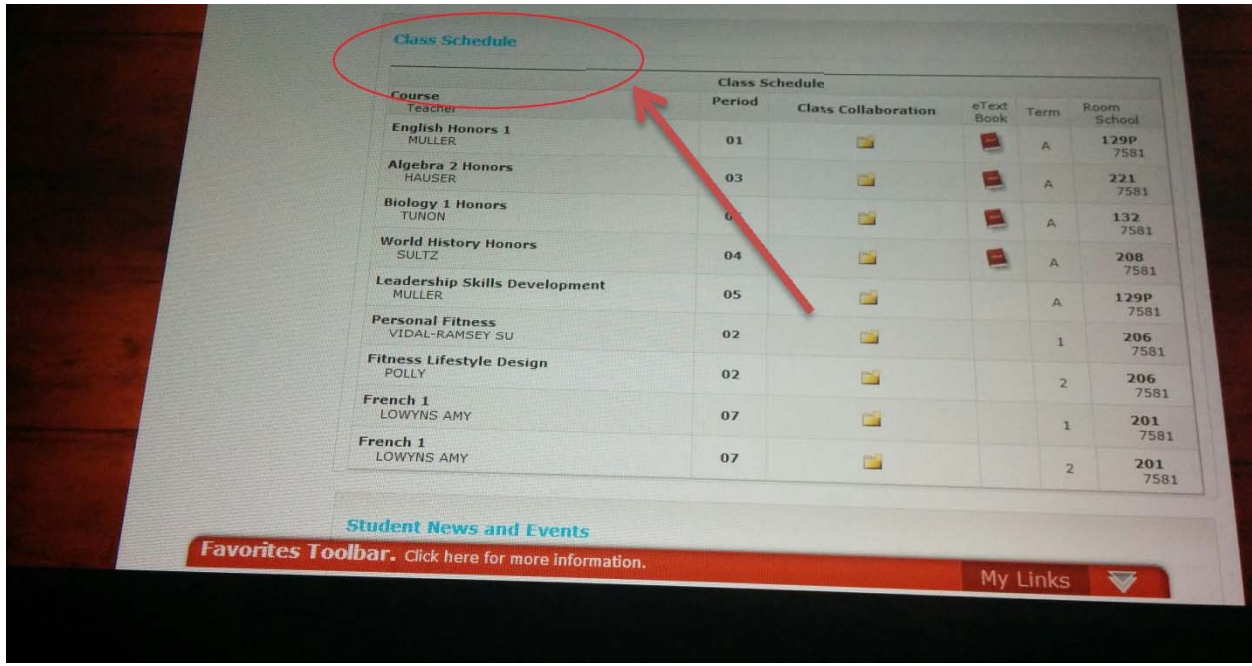 Class Schedule
Class Schedule
Course Period Class Collaboration eText Term Room
Teacher Book School
English Honors 1 01 A 129P
MULLER 7581
Algebra 2 Honors 03 A 221
HAUSER 7581
Biology 1 Honors A 132
TUNON 7581
World History Honors 04 A 208
SULTZ 7581
Leadership Skills Development 05 A 129P
MULLER 7581
Personal Fitness 02 1 206
VIDAL-RAMSEY SU 7581
Fitness Lifestyle Design 02 2 206
POLLY 7581
French 1 07 1 201
LOWYNS AMY 7581
French 1 07 2 201
LOWYNS AMY 7581
Student News and Events
Favorites Toolbar. Click here for more information.
My Links